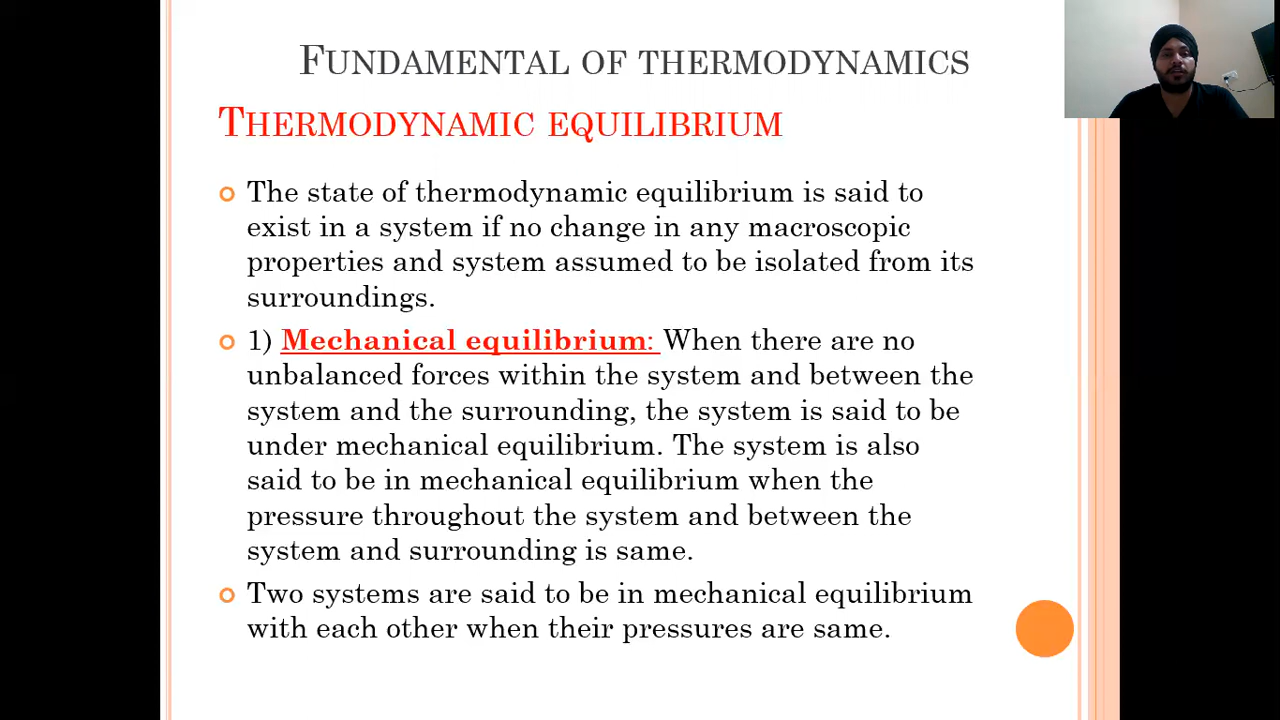 FUNDAMENTAL OF THERMODYNAMICS
THERMODYNAMIC EQUILIBRIUM
The state of thermodynamic equilibrium is said to
exist in a system if no change in any macroscopic
properties and system assumed to be isolated from its
surroundings.
1) Mechanical equilibrium: When there are no
unbalanced forces within the system and between the
system and the surrounding, the system is said to be
under mechanical equilibrium. The system is also
said to be in mechanical equilibrium when the
pressure throughout the system and between the
system and surrounding is same.
Two systems are said to be in mechanical equilibrium
with each other when their pressures are same.